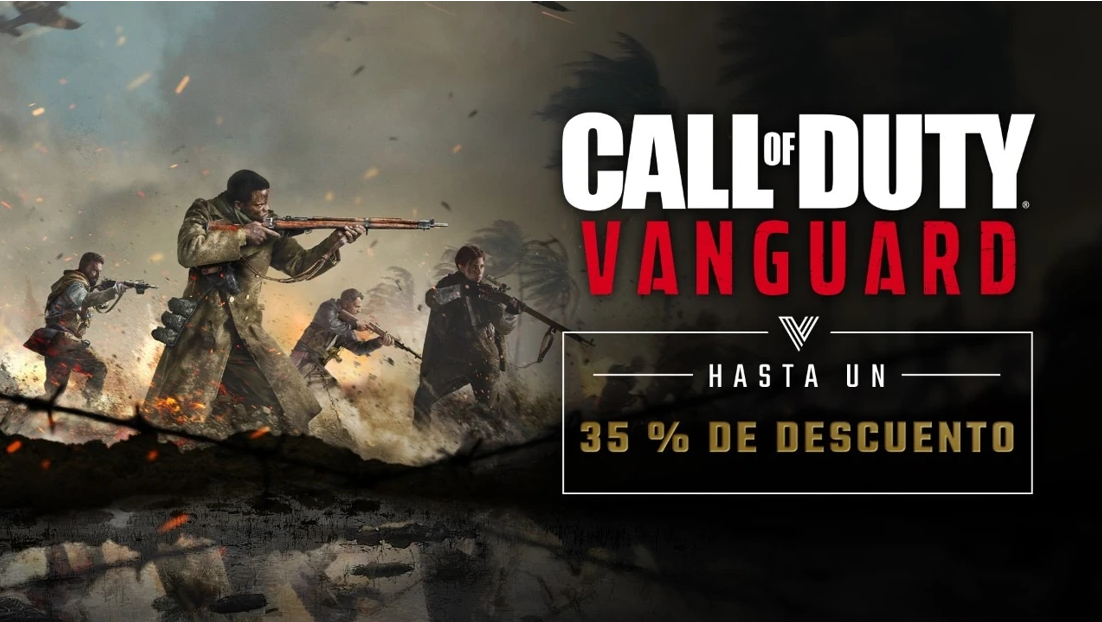 CALL OF DUTY®
VANGUARD
HASTA UN
35 % DE DESCUENTO